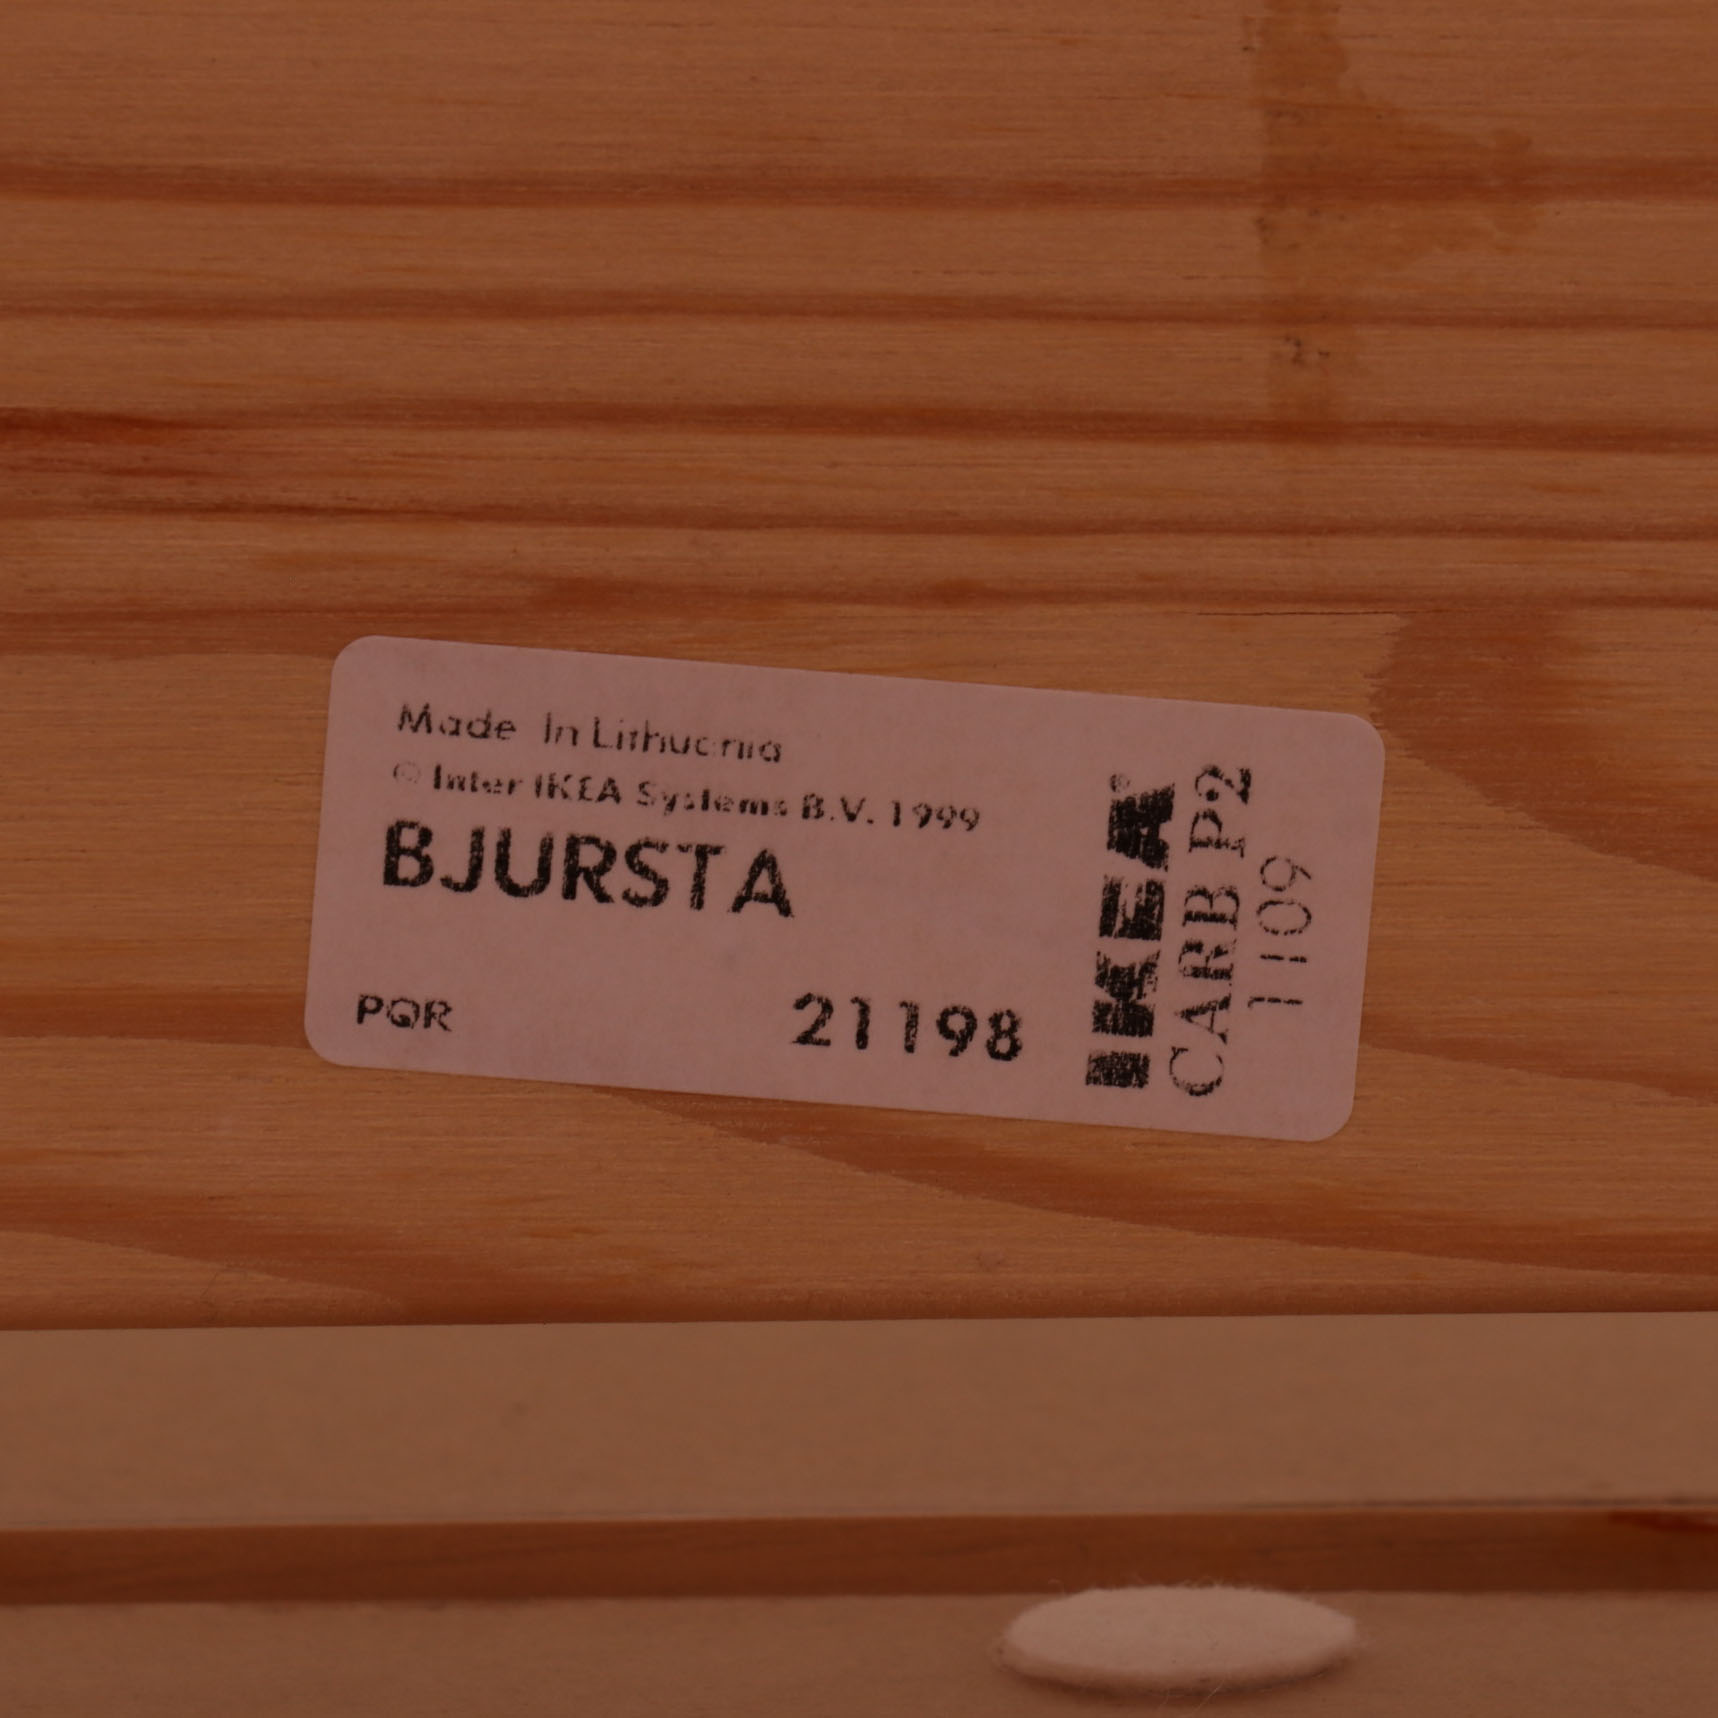 Made In Lithuania
© Inter IKEA Systems B.V. 1999
BJURSTA
PQR
21198
IKEA®
CARB P2
1109